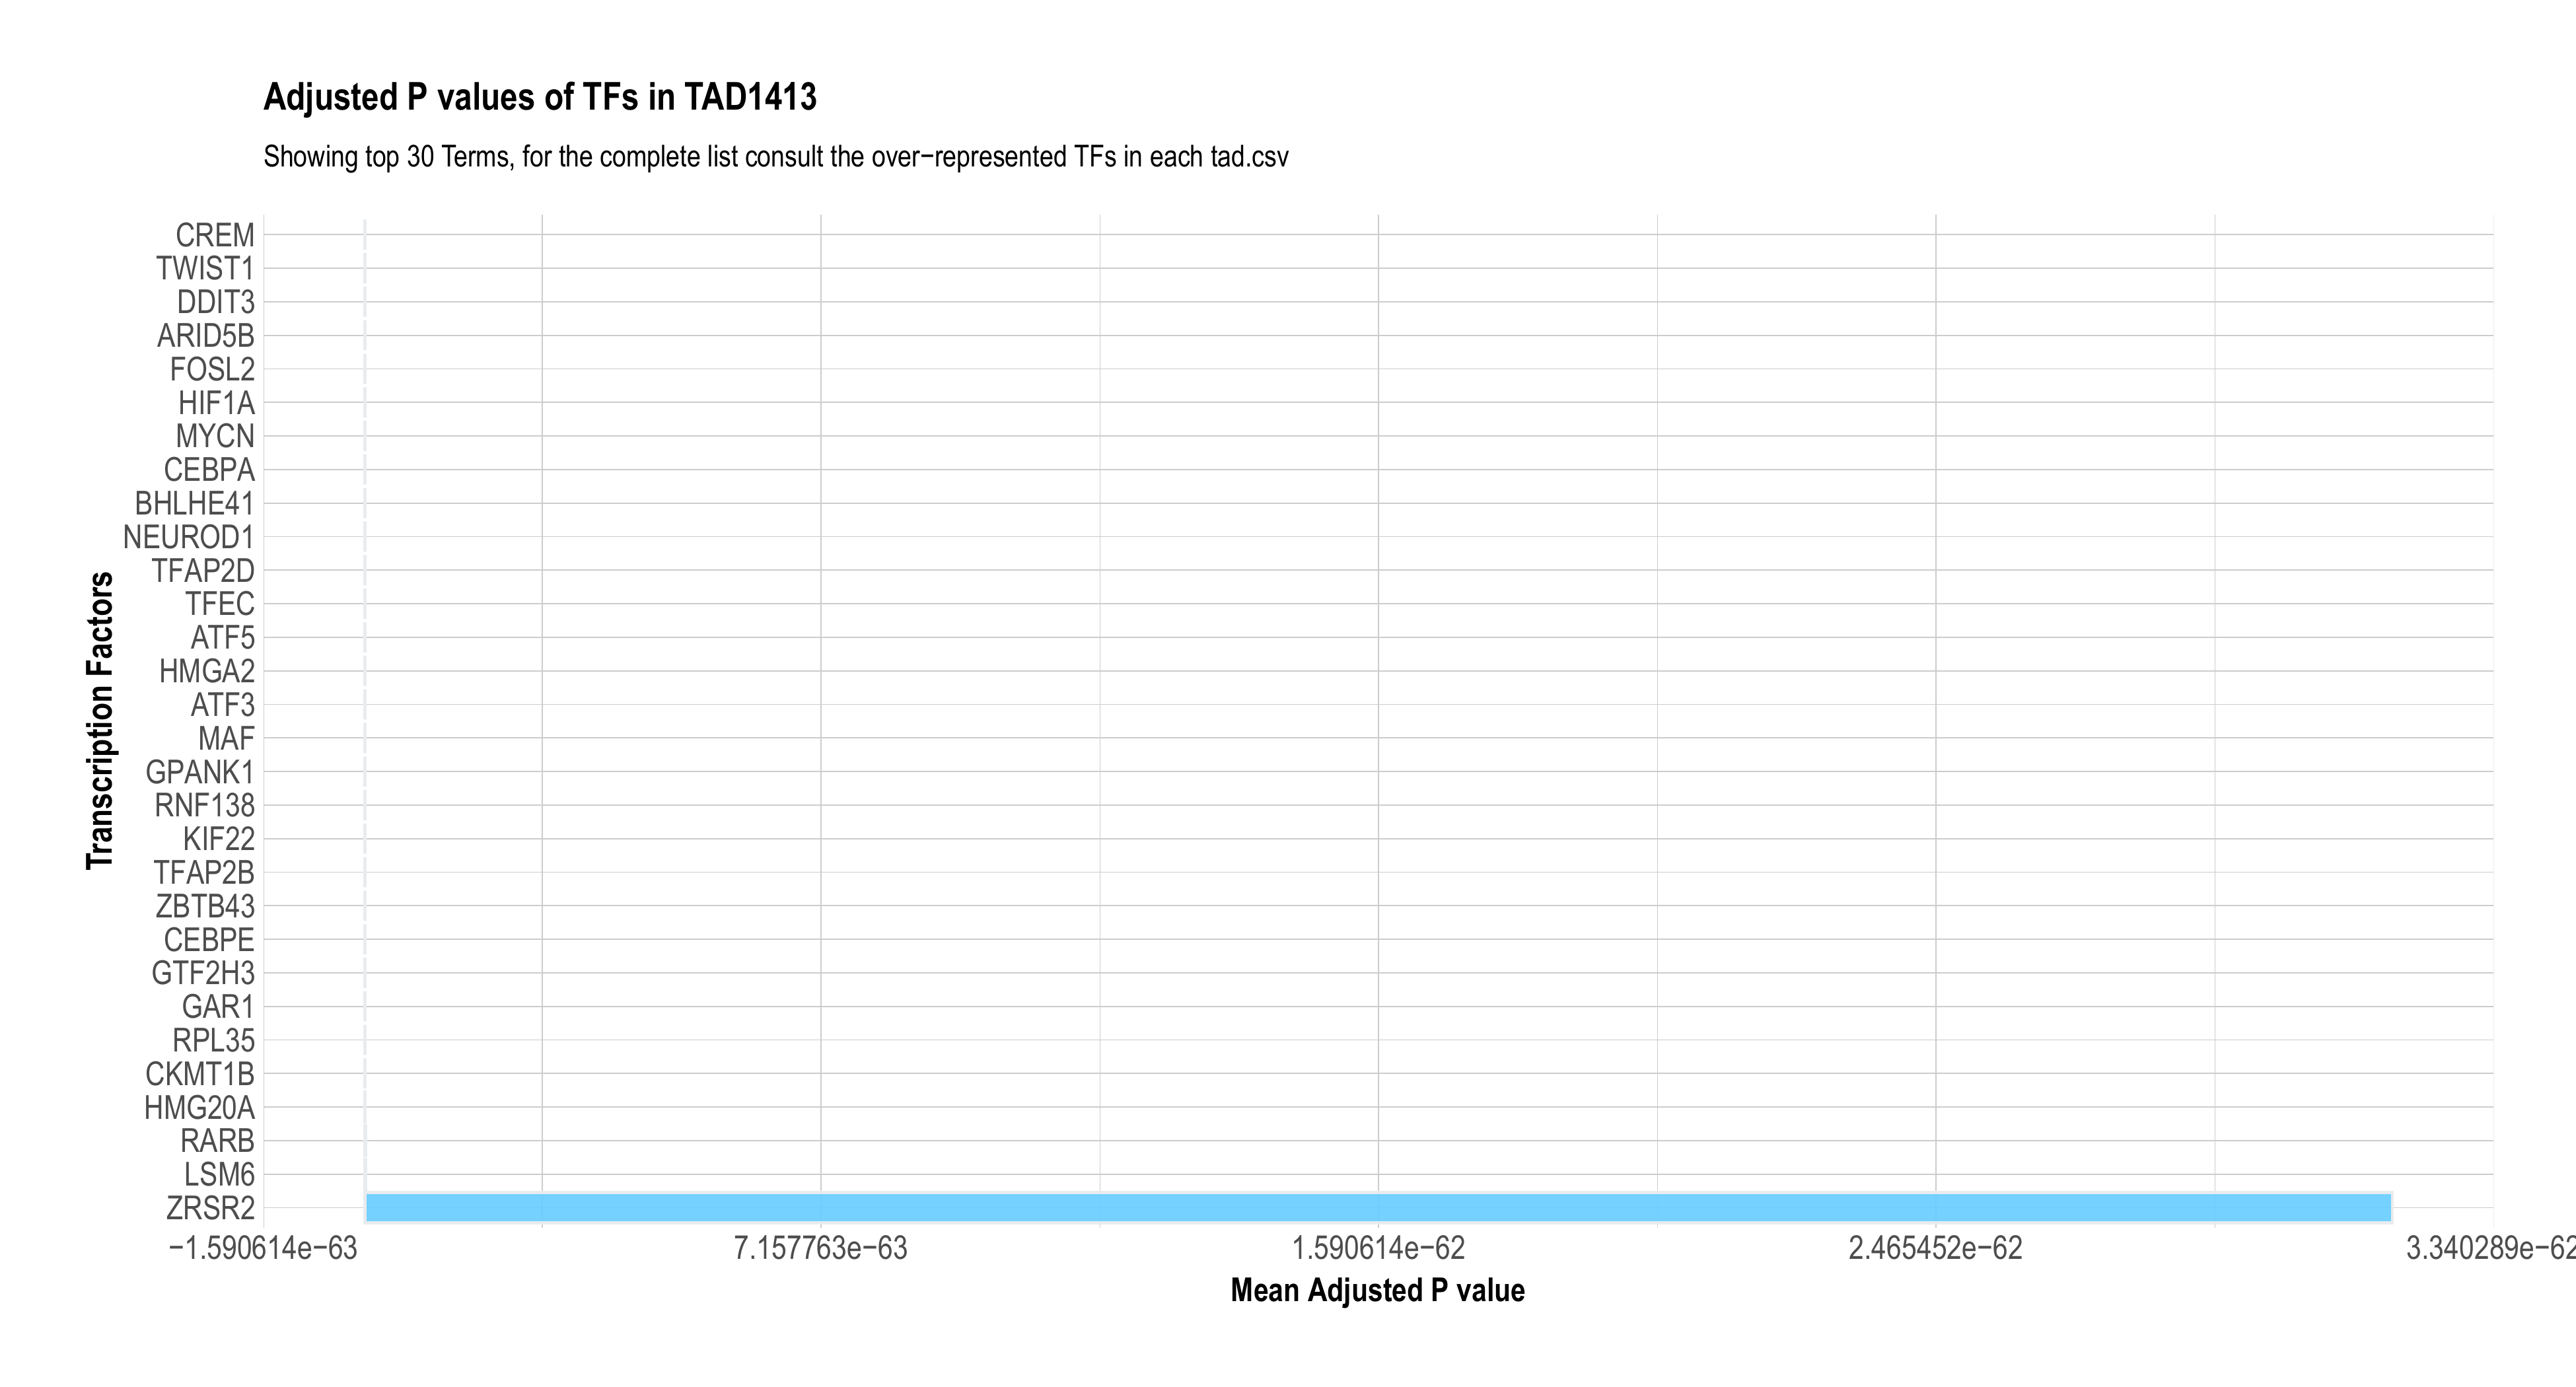 Adjusted P values of TFs in TAD1413
Showing top 30 Terms, for the complete list consult the over−represented TFs in each tad.csv
Transcription Factors
CREM
TWIST1
DDIT3
ARID5B
FOSL2
HIF1A
MYCN
CEBPA
BHLHE41
NEUROD1
TFAP2D
TFEC
ATF5
HMGA2
ATF3
MAF
GPANK1
RNF138
KIF22
TFAP2B
ZBTB43
CEBPE
GTF2H3
GAR1
RPL35
CKMT1B
HMG20A
RARB
LSM6
ZRSR2
−1.590614e−63 7.157763e−63 1.590614e−62 2.465452e−62 3.340289e−62
Mean Adjusted P value